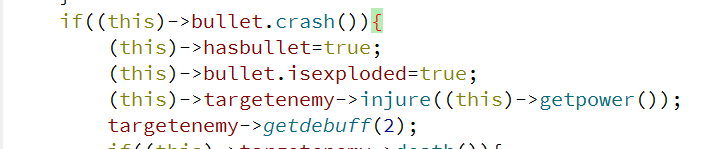 }
if((this)->bullet.crash()){
(this)->hasbullet=true;
(this)->bullet.isexploded=true;
(this)->targetenemy->injure((this)->getpower());
targetenemy->getdebuff(2);
if((this)->targetenemy->death()){